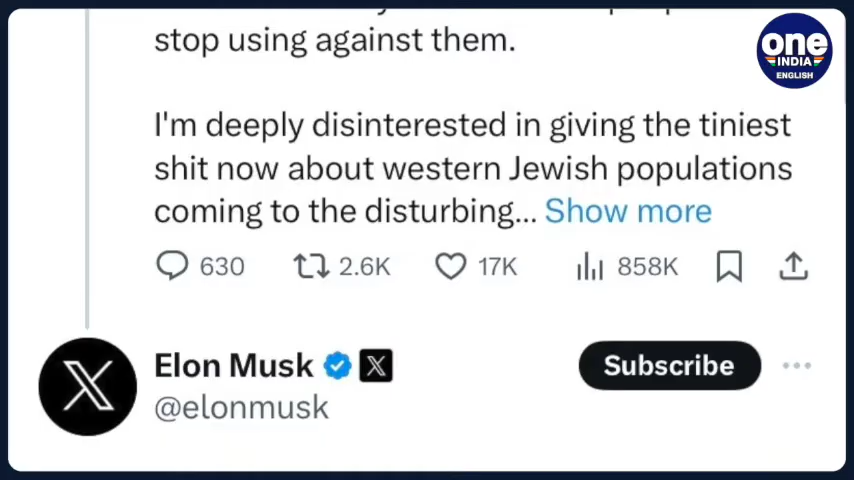 one
INDIA
ENGLISH
stop using against them.
I'm deeply disinterested in giving the tiniest
shit now about western Jewish populations
coming to the disturbing... Show more
630 2.6K 17K 858K
Elon Musk
Subscribe
@elonmusk